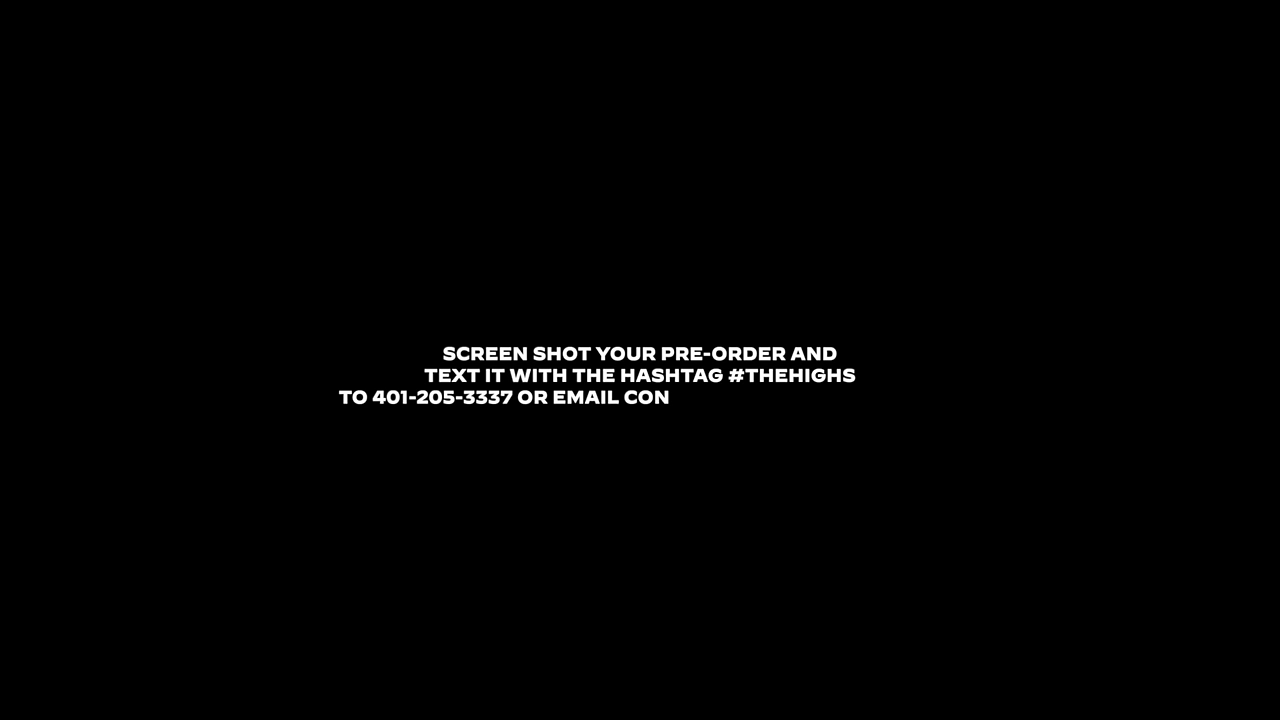 SCREEN SHOT YOUR PRE-ORDER AND
TEXT IT WITH THE HASHTAG #THEHIGHS
TO 401-205-3337 OR EMAIL CON